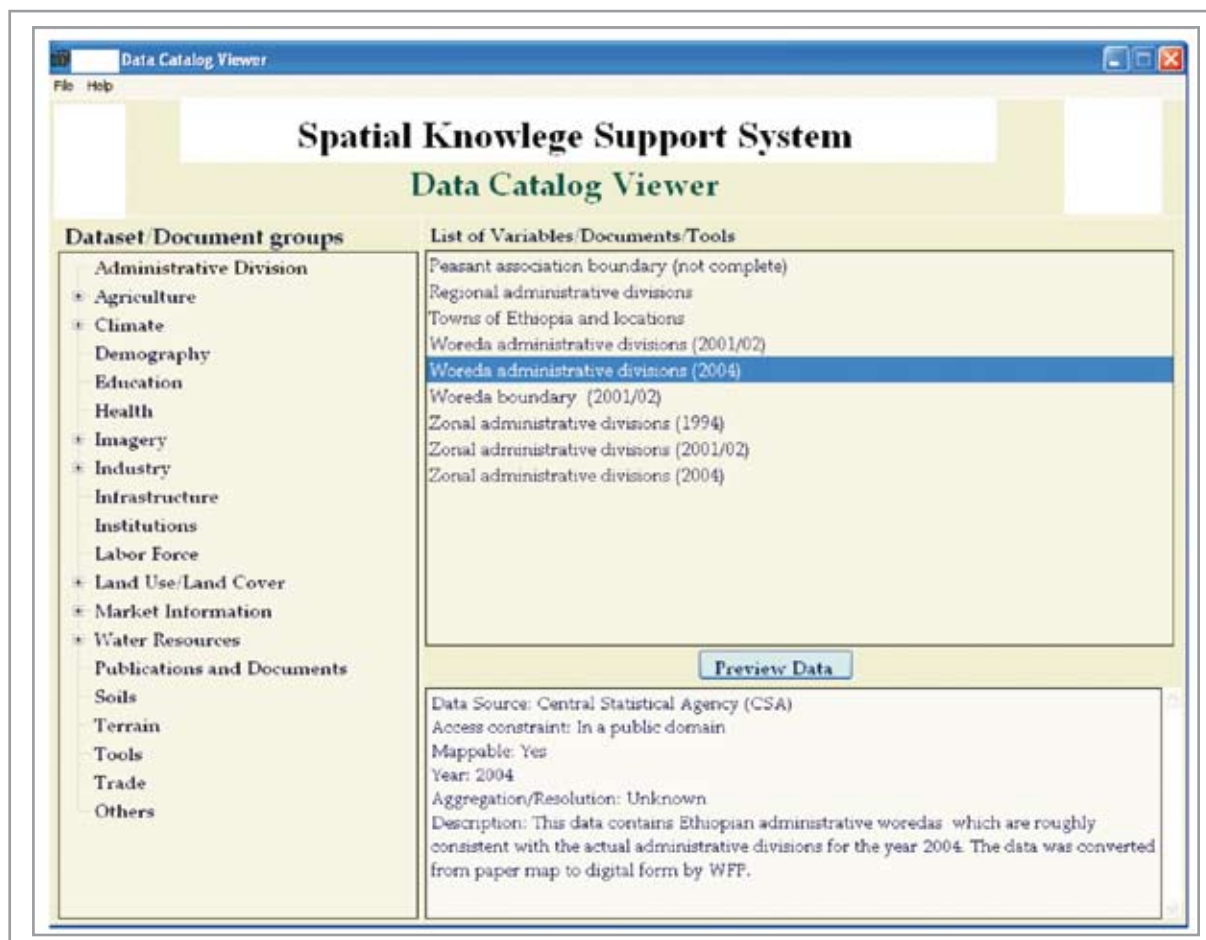 Data Catalog Viewer
File Help
Spatial Knowlege Support System
Data Catalog Viewer
Dataset/Document groups
Administrative Division
Agriculture
Climate
Demography
Education
Health
Imagery
Industry
Infrastructure
Institutions
Labor Force
Land Use/Land Cover
Market Information
Water Resources
Publications and Documents
Soils
Terrain
Tools
Trade
Others
List of Variables/Documents/Tools
Peasant association boundary (not complete)
Regional administrative divisions
Towns of Ethiopia and locations
Woreda administrative divisions (2001/02)
Woreda administrative divisions (2004)
Woreda boundary (2001/02)
Zonal administrative divisions (1994)
Zonal administrative divisions (2001/02)
Zonal administrative divisions (2004)
Preview Data
Data Source: Central Statistical Agency (CSA)
Access constraint: In a public domain
Mappable: Yes
Year: 2004
Aggregation/Resolution: Unknown
Description: This data contains Ethiopian administrative woredas which are roughly
consistent with the actual administrative divisions for the year 2004. The data was converted
from paper map to digital form by WFP.